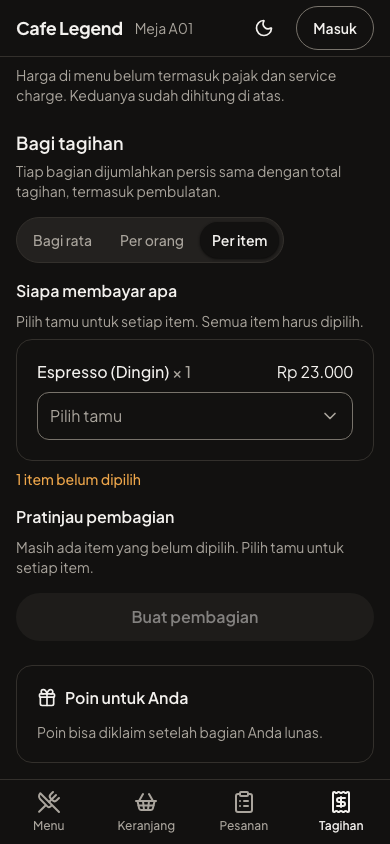 Cafe Legend Meja A01 Masuk
Harga di menu belum termasuk pajak dan service
charge. Keduanya sudah dihitung di atas.
Bagi tagihan
Tiap bagian dijumlahkan persis sama dengan total
tagihan, termasuk pembulatan.
Bagi rata Per orang Per item
Siapa membayar apa
Pilih tamu untuk setiap item. Semua item harus dipilih.
Espresso (Dingin) × 1 Rp 23.000
Pilih tamu
1 item belum dipilih
Pratinjau pembagian
Masih ada item yang belum dipilih. Pilih tamu untuk
setiap item.
Buat pembagian
Poin untuk Anda
Poin bisa diklaim setelah bagian Anda lunas.
Menu Keranjang Pesanan Tagihan